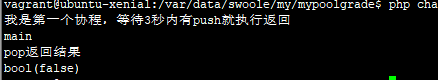 vagrant@ubuntu-xenial:/var/data/swoole/my/mypoolgrade$ php cha
我是第一个协程，等待3秒内有push就执行返回
main
pop返回结果
bool(false)